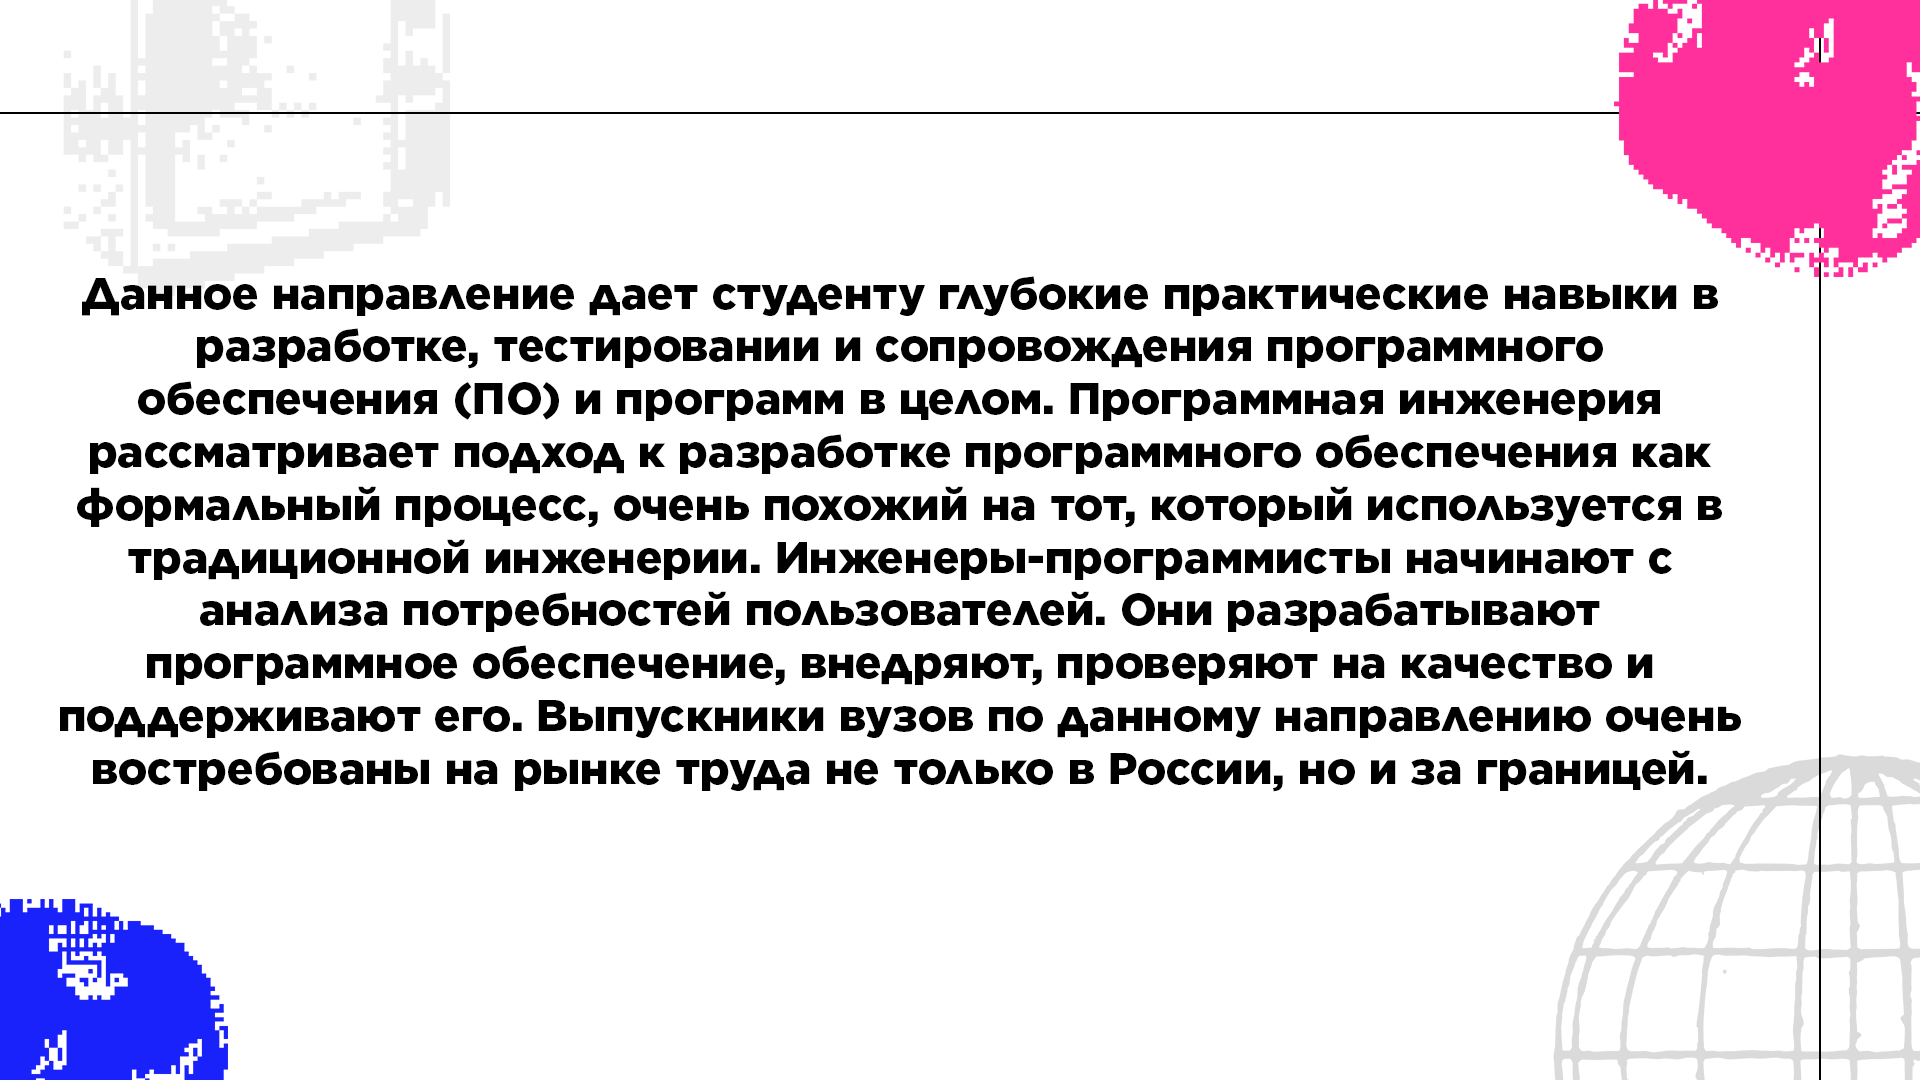 Данное направление дает студенту глубокие практические навыки в
разработке, тестировании и сопровождения программного
обеспечения (ПО) и программ в целом. Программная инженерия
рассматривает подход к разработке программного обеспечения как
формальный процесс, очень похожий на тот, который используется в
традиционной инженерии. Инженеры-программисты начинают с
анализа потребностей пользователей. Они разрабатывают
программное обеспечение, внедряют, проверяют на качество и
поддерживают его. Выпускники вузов по данному направлению очень
востребованы на рынке труда не только в России, но и за границей.